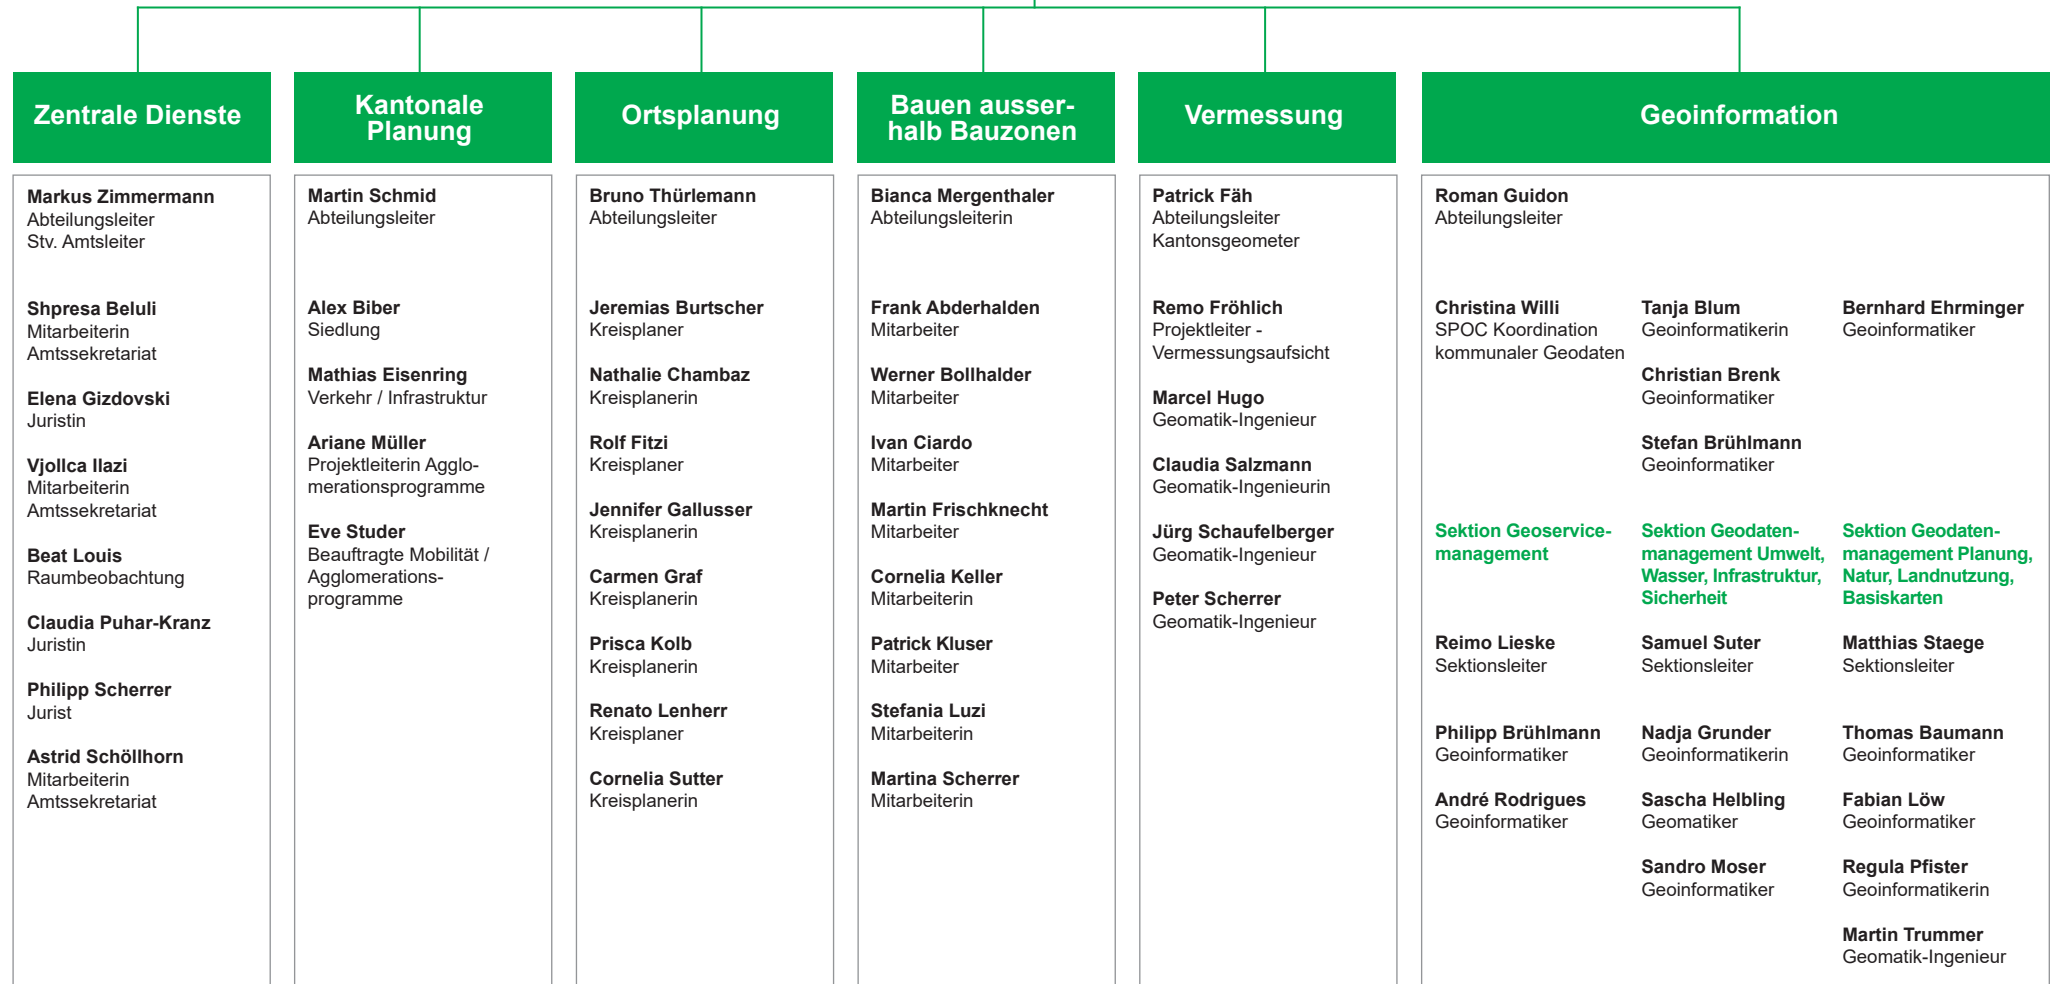 Zentrale Dienste
Markus Zimmermann
Abteilungsleiter
Stv. Amtsleiter
Shpresa Beluli
Mitarbeiterin
Amtssekretariat
Elena Gizdovski
Juristin
Vjollca Ilazi
Mitarbeiterin
Amtssekretariat
Beat Louis
Raumbeobachtung
Claudia Puhar-Kranz
Juristin
Philipp Scherrer
Jurist
Astrid Schöllhorn
Mitarbeiterin
Amtssekretariat
Kantonale
Planung
Martin Schmid
Abteilungsleiter
Alex Biber
Siedlung
Mathias Eisenring
Verkehr / Infrastruktur
Ariane Müller
Projektleiterin Agglo-
merationsprogramme
Eve Studer
Beauftragte Mobilität /
Agglomerations-
programme
Ortsplanung
Bruno Thürlemann
Abteilungsleiter
Jeremias Burtscher
Kreisplaner
Nathalie Chambaz
Kreisplanerin
Rolf Fitzi
Kreisplaner
Jennifer Gallusser
Kreisplanerin
Carmen Graf
Kreisplanerin
Prisca Kolb
Kreisplanerin
Renato Lenherr
Kreisplaner
Cornelia Sutter
Kreisplanerin
Bauen ausser-
halb Bauzonen
Bianca Mergenthaler
Abteilungsleiterin
Frank Abderhalden
Mitarbeiter
Werner Bollhalder
Mitarbeiter
Ivan Ciardo
Mitarbeiter
Martin Frischknecht
Mitarbeiter
Cornelia Keller
Mitarbeiterin
Patrick Kluser
Mitarbeiter
Stefania Luzi
Mitarbeiterin
Martina Scherrer
Mitarbeiterin
Vermessung
Patrick Fäh
Abteilungsleiter
Kantonsgeometer
Remo Fröhlich
Projektleiter -
Vermessungsaufsicht
Marcel Hugo
Geomatik-Ingenieur
Claudia Salzmann
Geomatik-Ingenieurin
Jürg Schaufelberger
Geomatik-Ingenieur
Peter Scherrer
Geomatik-Ingenieur
Geoinformation
Roman Guidon
Abteilungsleiter
Christina Willi
SPOC Koordination
kommunaler Geodaten
Tanja Blum
Geoinformatikerin
Christian Brenk
Geoinformatiker
Stefan Brühlmann
Geoinformatiker
Bernhard Ehrminger
Geoinformatiker
Sektion Geoservice-
management
Reimo Lieske
Sektionsleiter
Philipp Brühlmann
Geoinformatiker
André Rodrigues
Geoinformatiker
Sektion Geodaten-
management Umwelt,
Wasser, Infrastruktur,
Sicherheit
Samuel Suter
Sektionsleiter
Nadja Grunder
Geoinformatikerin
Sascha Helbling
Geomatiker
Sandro Moser
Geoinformatiker
Sektion Geodaten-
management Planung,
Natur, Landnutzung,
Basiskarten
Matthias Staege
Sektionsleiter
Thomas Baumann
Geoinformatiker
Fabian Löw
Geoinformatiker
Regula Pfister
Geoinformatikerin
Martin Trummer
Geomatik-Ingenieur